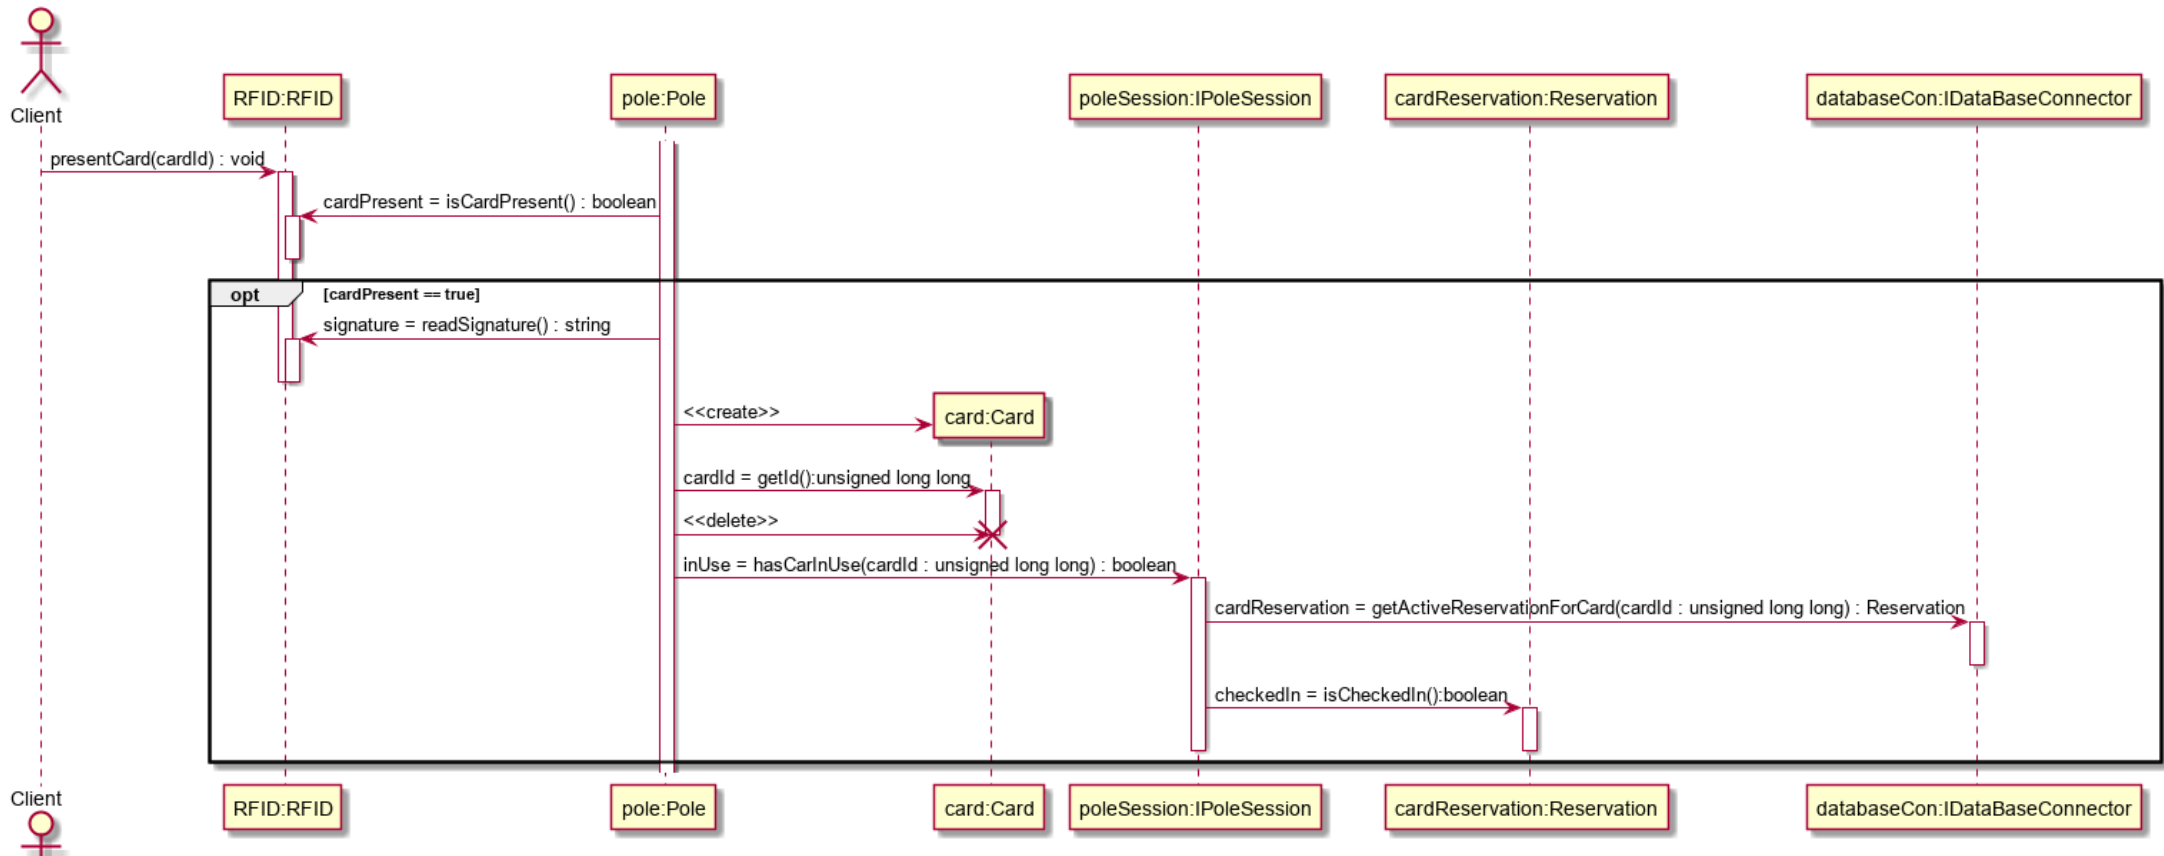 Client
RFID:RFID
pole:Pole
poleSession:IPoleSession
cardReservation:Reservation
databaseCon:IDataBaseConnector
presentCard(cardId) : void
cardPresent = isCardPresent() : boolean
opt
[cardPresent == true]
signature = readSignature() : string
<<create>>
card:Card
cardId = getId():unsigned long long
<<delete>>
inUse = hasCarInUse(cardId : unsigned long long) : boolean
cardReservation = getActiveReservationForCard(cardId : unsigned long long) : Reservation
checkedIn = isCheckedIn():boolean
Client
RFID:RFID
pole:Pole
card:Card
poleSession:IPoleSession
cardReservation:Reservation
databaseCon:IDataBaseConnector